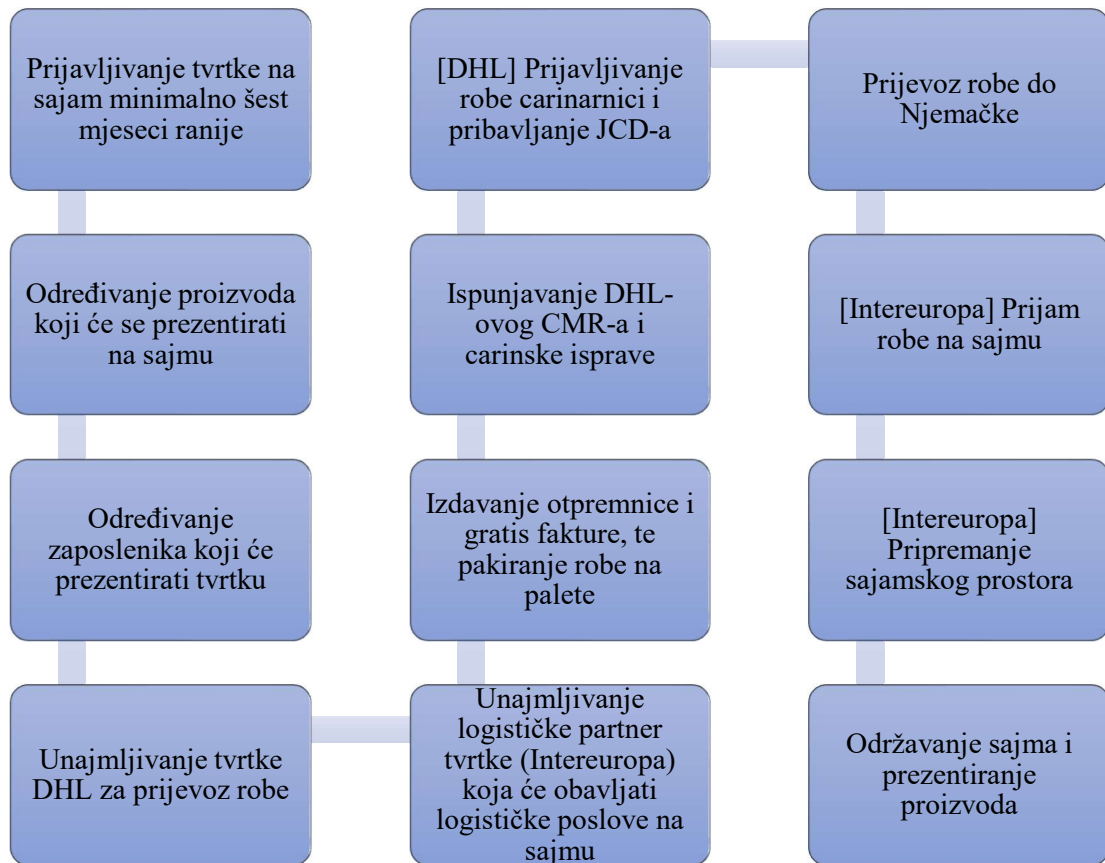 Prijavljivanje tvrtke na
sajam minimalno šest
mjeseci ranije
Određivanje proizvoda
koji će se prezentirati
na sajmu
Određivanje
zaposlenika koji će
prezentirati tvrtku
Unajmljivanje tvrtke
DHL za prijevoz robe
Unajmljivanje
logističke partner
tvrtke (Intereuropa)
koja će obavljati
logističke poslove na
sajmu
Izdavanje otpremnice i
gratis fakture, te
pakiranje robe na
palete
Ispunjavanje DHL-
ovog CMR-a i
carinske isprave
[DHL] Prijavljivanje
robe carinarnici i
pribavljanje JCD-a
Prijevoz robe do
Njemačke
[Intereuropa] Prijam
robe na sajmu
[Intereuropa]
Pripremanje
sajamskog prostora
Održavanje sajma i
prezentiranje
proizvoda